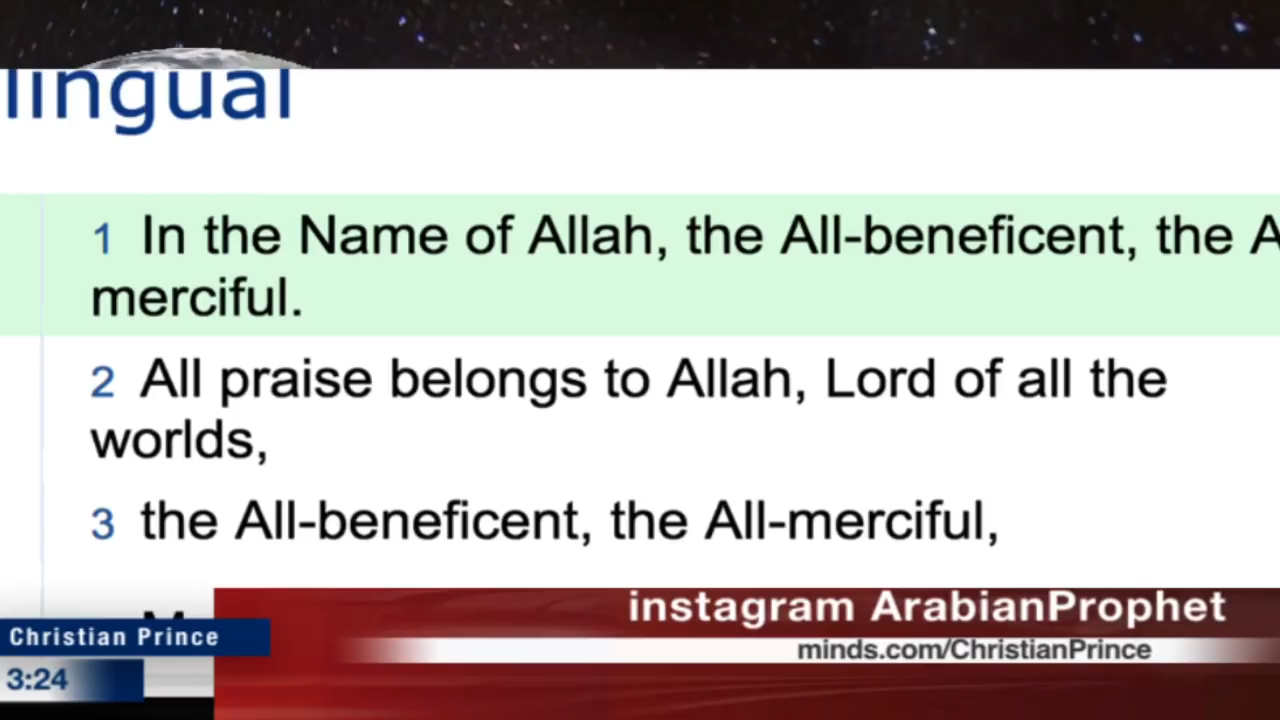 lingual
1 In the Name of Allah, the All-beneficent, the A
merciful.
2 All praise belongs to Allah, Lord of all the
worlds,
3 the All-beneficent, the All-merciful,
instagram ArabianProphet
Christian Prince
minds.com/ChristianPrince
3:24